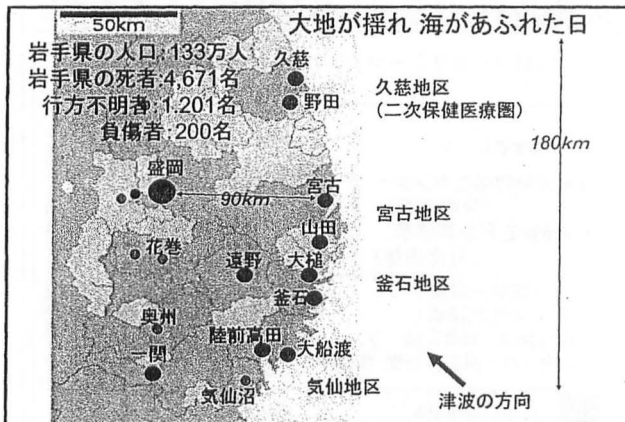 50km
大地が揺れ 海があふれた日
岩手県の人口:133万人
岩手県の死者:4,671名
行方不明者:1.201名
負傷者:200名
久慈
野田
久慈地区
(二次保健医療圏)
180km
盛岡
90km
宮古
宮古地区
山田
花巻
遠野
大槌
釜石
釜石地区
奥州
陸前高田
大船渡
一関
気仙沼
気仙地区
津波の方向